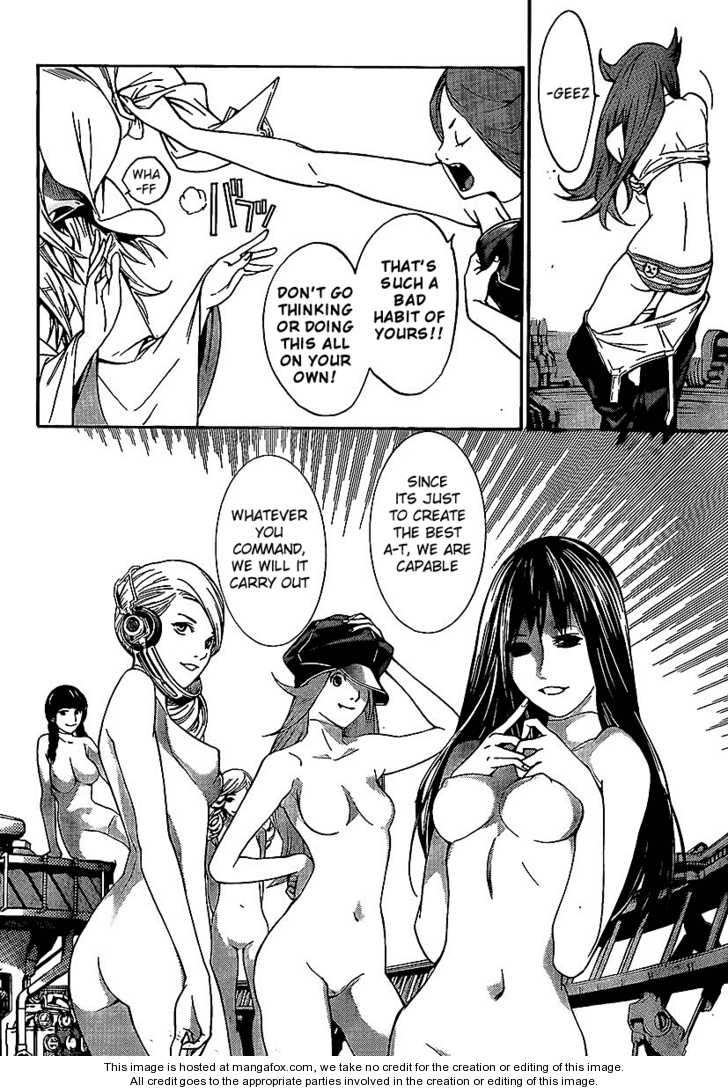 -GEEZ
THAT'S
SUCH A
BAD
HABIT OF
YOURS!!
DON'T GO
THINKING
OR DOING
THIS ALL
ON YOUR
OWN!
WHA
-FF
バブッ
SINCE
ITS JUST
TO CREATE
THE BEST
A-T, WE ARE
CAPABLE
WHATEVER
YOU
COMMAND,
WE WILL IT
CARRY OUT
This image is hosted at mangafox.com, we take no credit for the creation or editing of this image.
All credit goes to the appropriate parties involved in the creation or editing of this image.